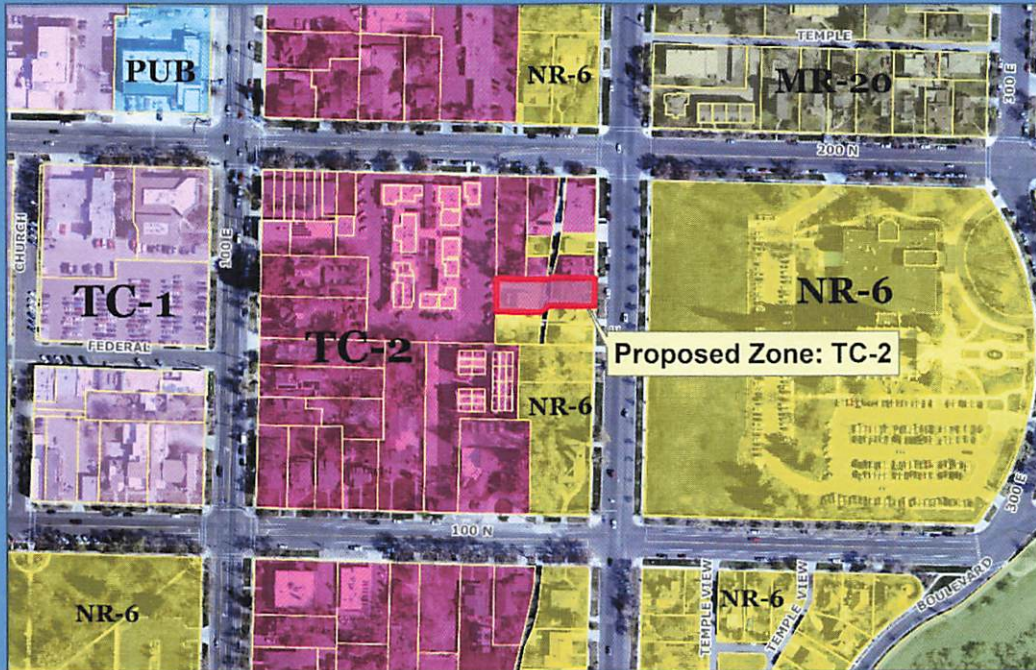 PUB
NR-6
TEMPLE
MR-20
300 E
200 N
CHURCH
100 E
TC-1
FEDERAL
TC-2
NR-6
Proposed Zone: TC-2
NR-6
100 N
300 E
NR-6
TEMPLE VIEW
NR-6
TEMPLE VIEW
BOULEVARD